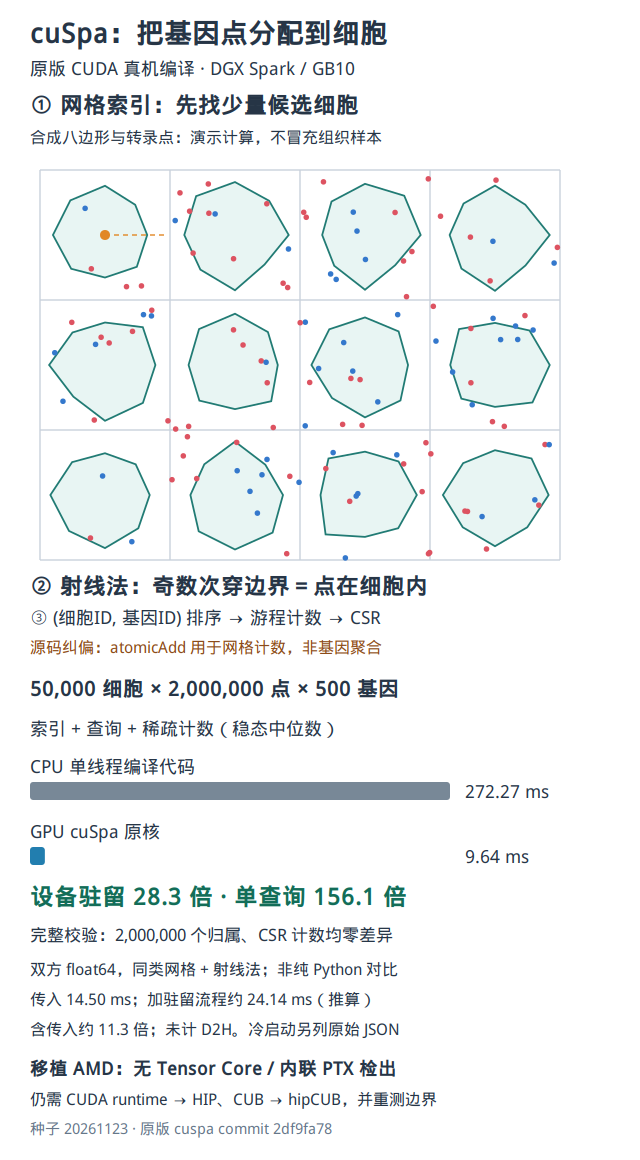 cuSpa：把基因点分配到细胞
原版 CUDA 真机编译 · DGX Spark / GB10
① 网格索引：先找少量候选细胞
合成八边形与转录点：演示计算，不冒充组织样本
② 射线法：奇数次穿边界 = 点在细胞内
③ (细胞ID, 基因ID) 排序 → 游程计数 → CSR
源码纠偏：atomicAdd 用于网格计数，非基因聚合
50,000 细胞 × 2,000,000 点 × 500 基因
索引 + 查询 + 稀疏计数（稳态中位数）
CPU 单线程编译代码
272.27 ms
GPU cuSpa 原核
9.64 ms
设备驻留 28.3 倍 · 单查询 156.1 倍
完整校验：2,000,000 个归属、CSR 计数均零差异
双方 float64，同类网格 + 射线法；非纯 Python 对比
传入 14.50 ms；加驻留流程约 24.14 ms（推算）
含传入约 11.3 倍；未计 D2H。冷启动另列原始 JSON
移植 AMD：无 Tensor Core / 内联 PTX 检出
仍需 CUDA runtime → HIP、CUB → hipCUB，并重测边界
种子 20261123 · 原版 cuspa commit 2df9fa78